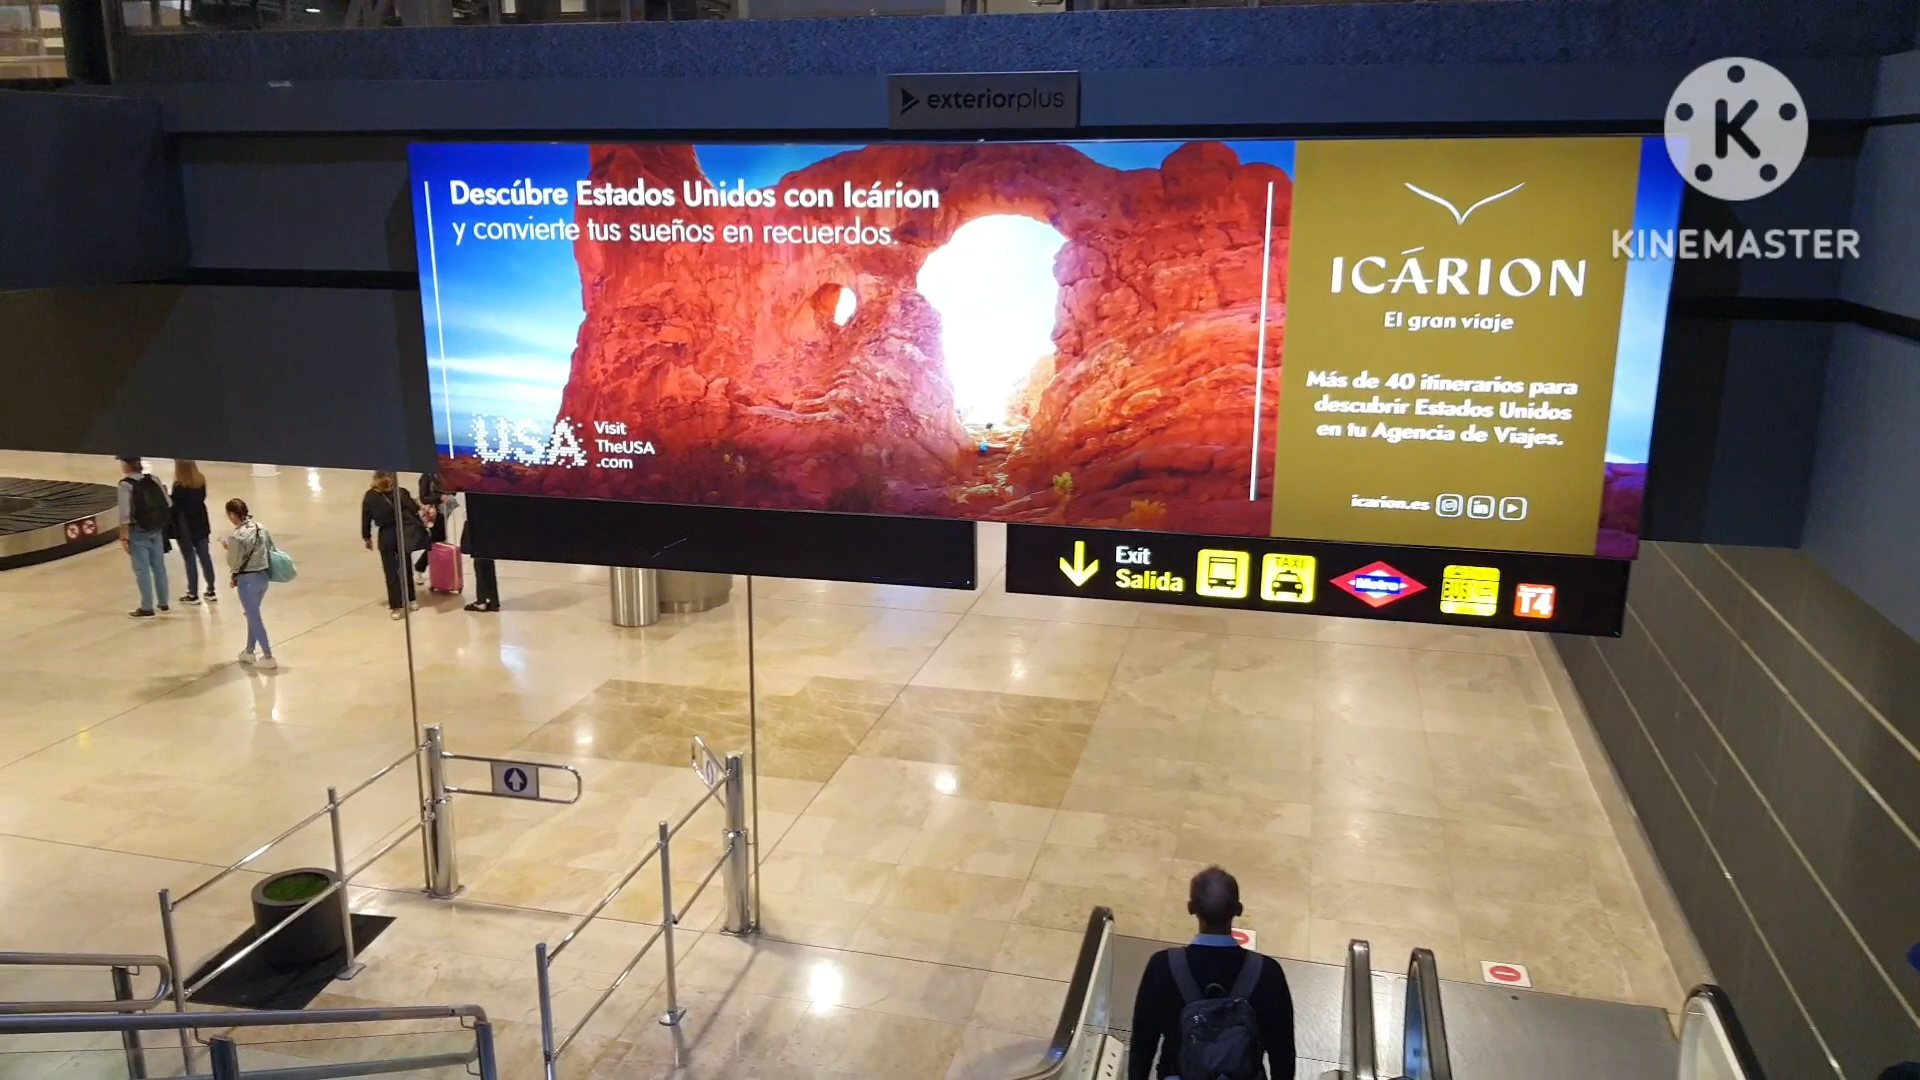 exteriorplus
Descúbre Estados Unidos con Icárion
y convierte tus sueños en recuerdos.
USA
Visit
TheUSA
.com
ICÁRION
El gran viaje
Más de 40 itinerarios para
descubrir Estados Unidos
en tu Agencia de Viajes.
icarion.es
in
K
KINEMASTER
Exit
Salida
TAXI
Metro
BUS
T4